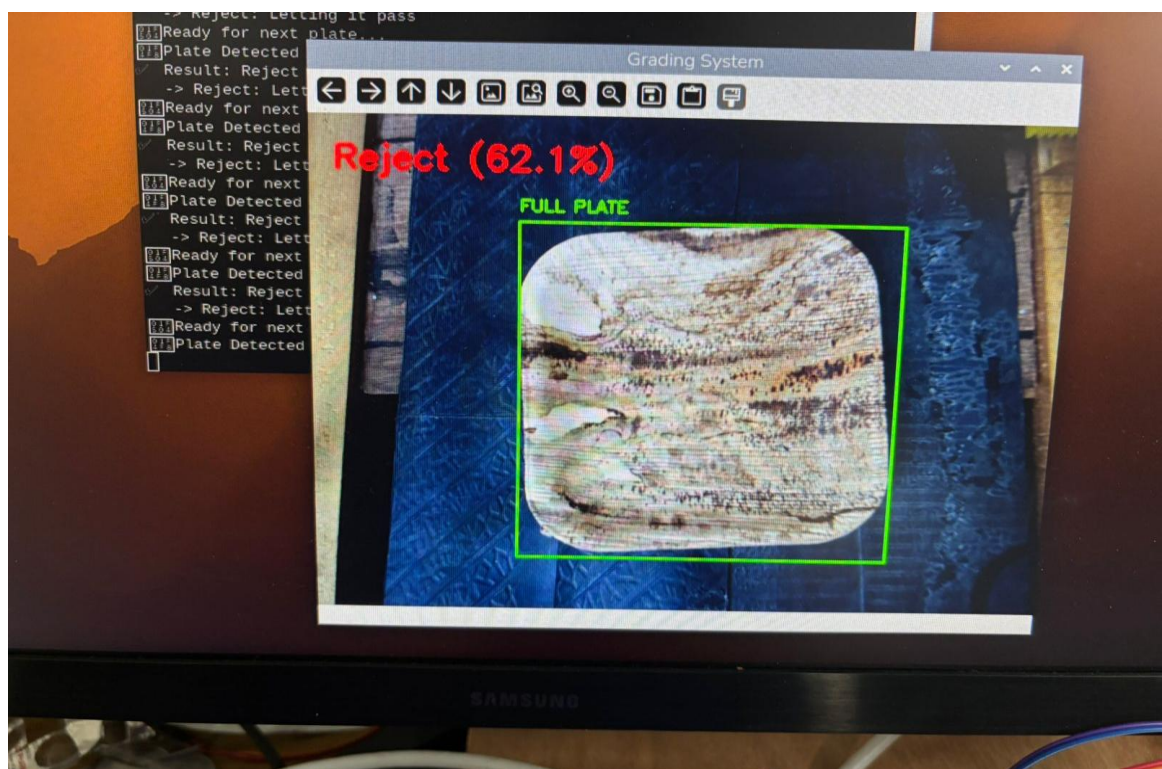 -> Reject: Letting it pass
Ready for next plate...
Plate Detected
Result: Reject
-> Reject: Lett
Ready for next
Plate Detected
Result: Reject
-> Reject: Lett
Ready for next
Plate Detected
Result: Reject
-> Reject: Lett
Ready for next
Plate Detected
Result: Reject
-> Reject: Lett
Ready for next
Plate Detected
Grading System
Reject (62.1%)
FULL PLATE
SAMSUNG